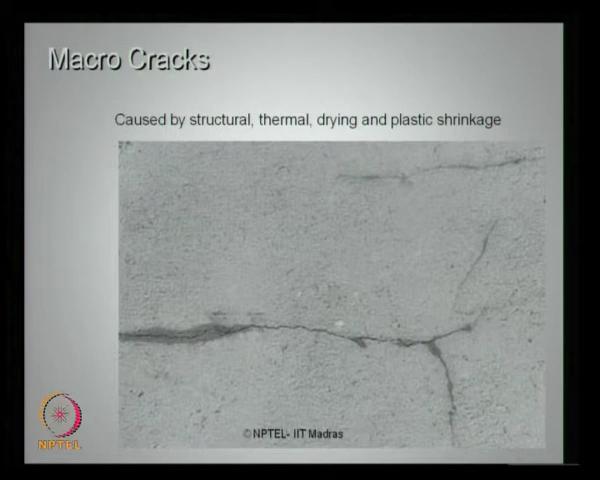 Macro Cracks
Caused by structural, thermal, drying and plastic shrinkage
©NPTEL- IIT Madras
NPTEL